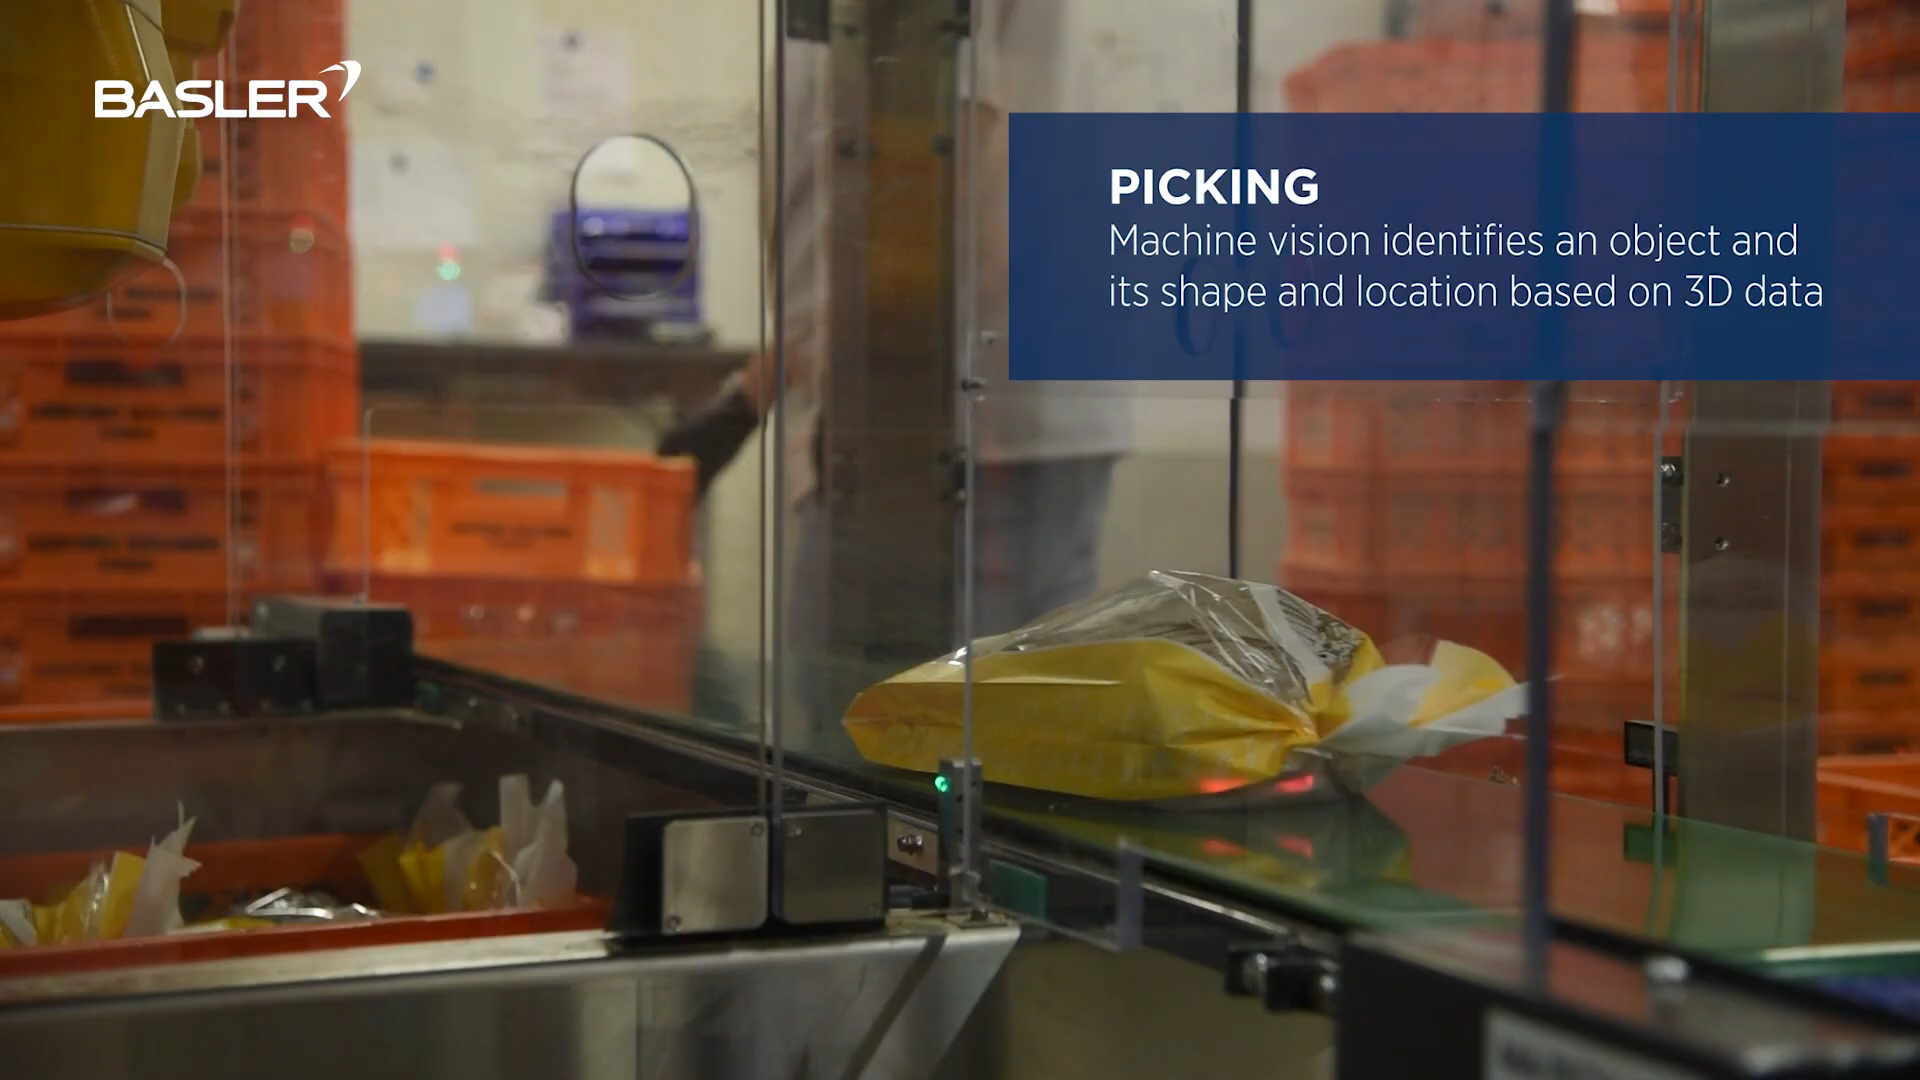 BASLER
PICKING
Machine vision identifies an object and
its shape and location based on 3D data